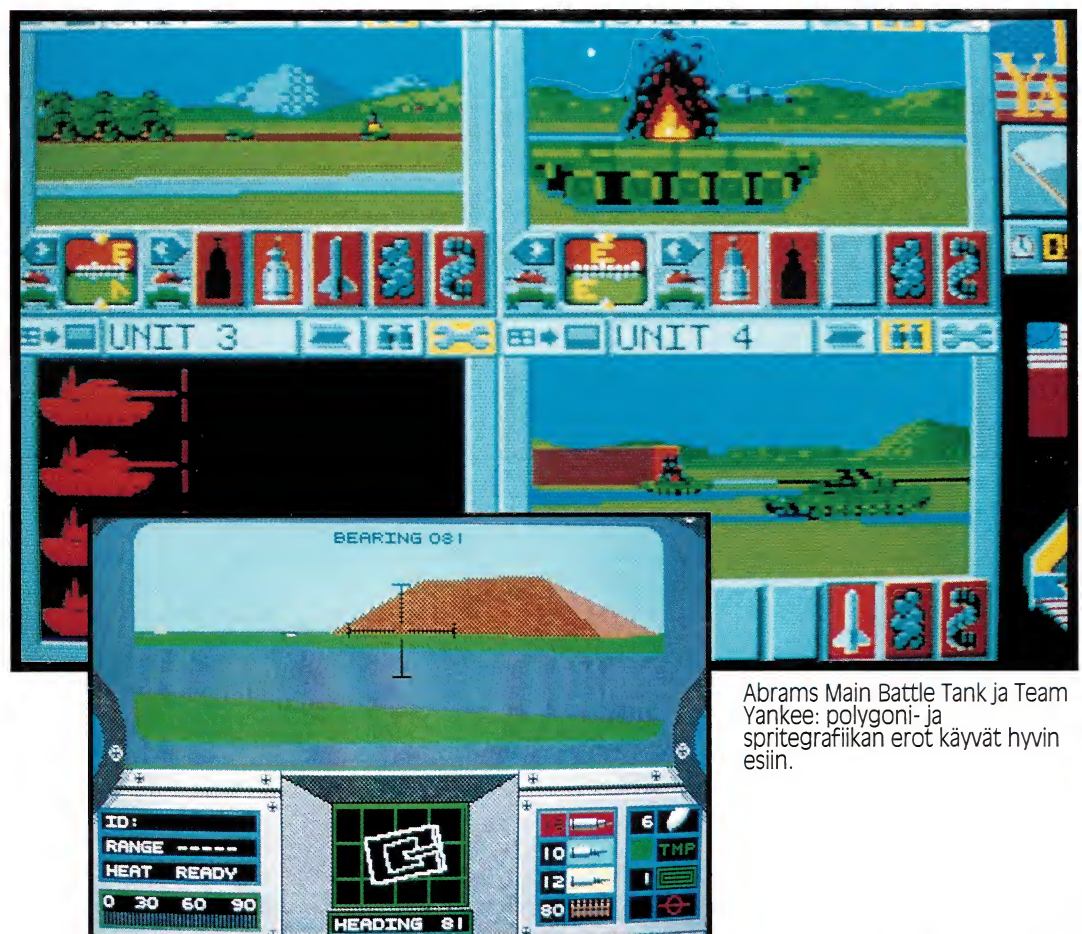 UNIT 3
UNIT 4
BEARING 081
ID:
RANGE -----
HEAT READY
0 30 60 90
HEADING 81
6
10
TMP
12
1
80
Abrams Main Battle Tank ja Team
Yankee: polygoni- ja
spritegrafiikan erot käyvät hyvin
esiin.